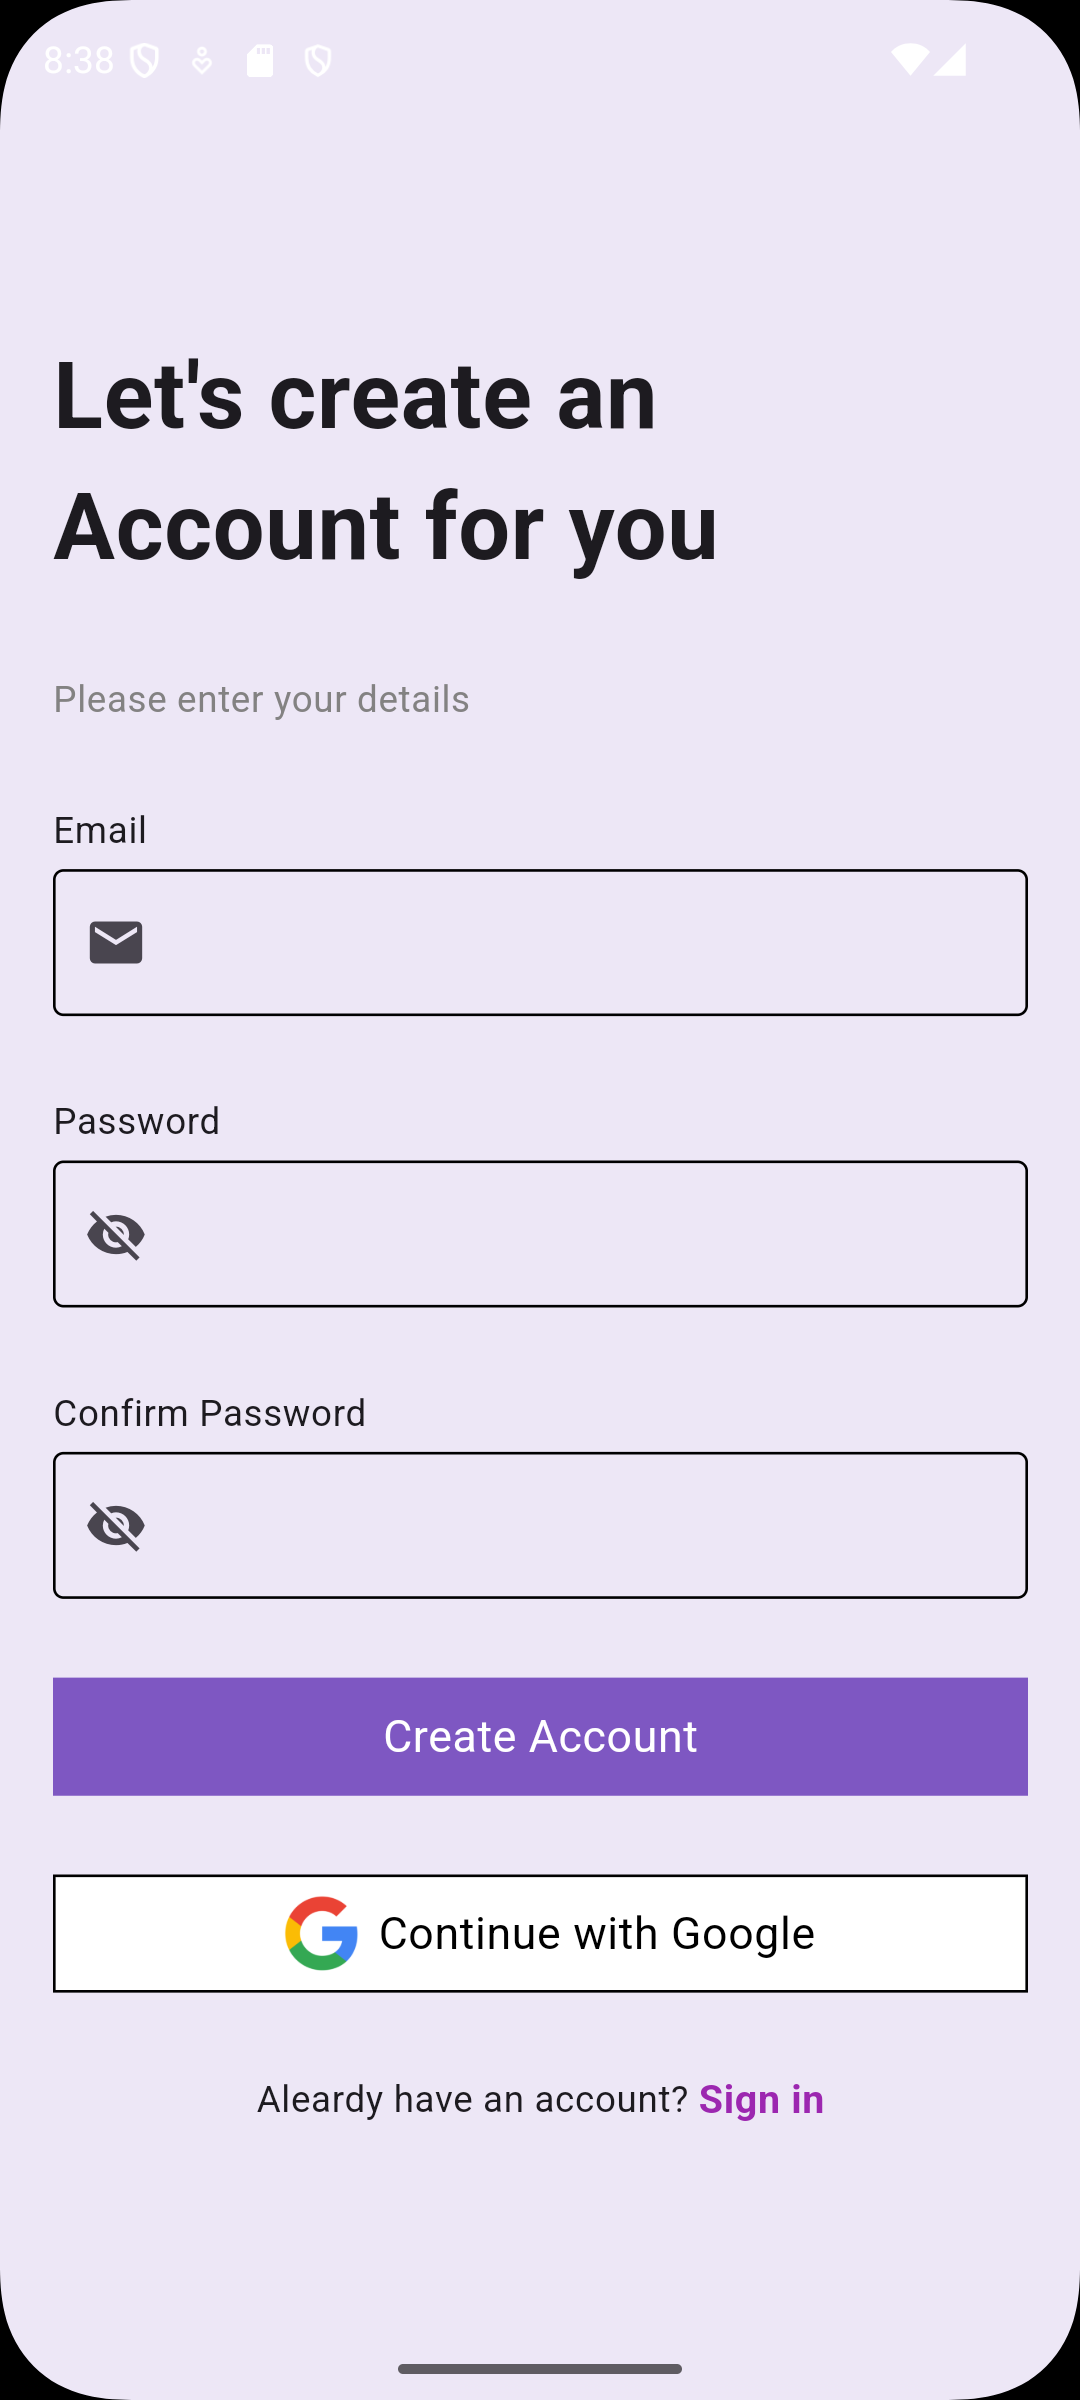 8:38
Let's create an
Account for you
Please enter your details
Email
Password
Confirm Password
Create Account
Continue with Google
Aleardy have an account? Sign in